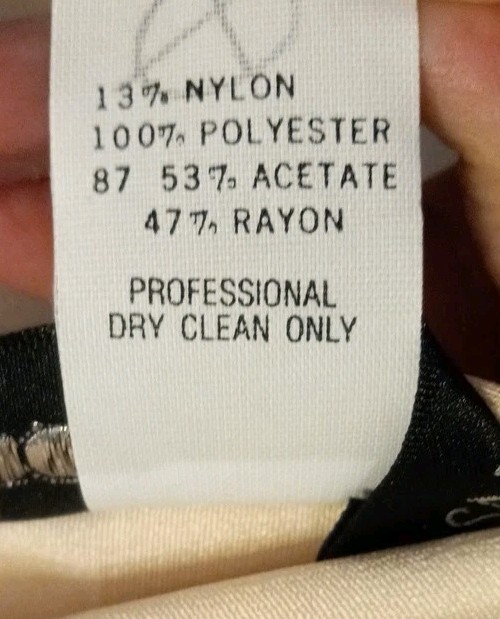 13% NYLON
100% POLYESTER
87 53% ACETATE
47% RAYON
PROFESSIONAL
DRY CLEAN ONLY